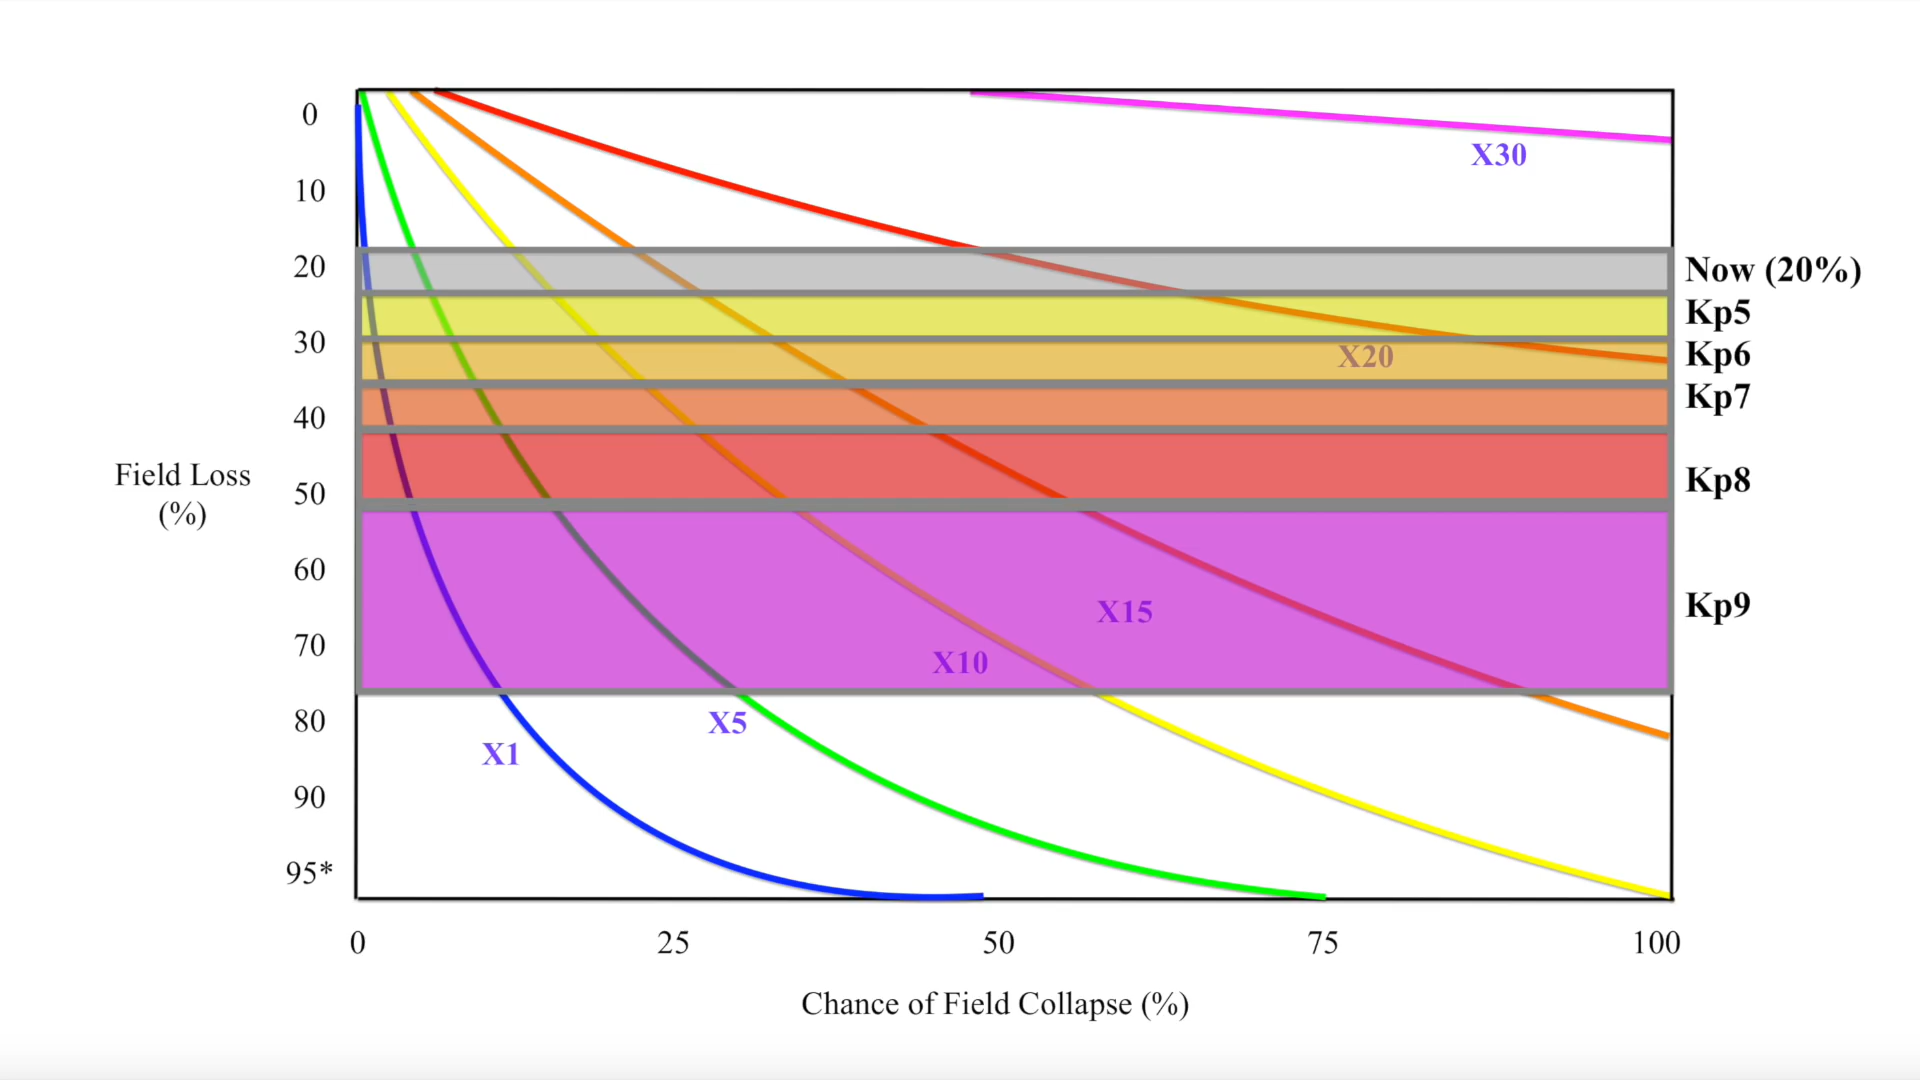 0
10
20
30
40
50
60
70
80
90
95*
Field Loss
(%)
X30
X20
X15
X10
X5
X1
Now (20%)
Kp5
Kp6
Kp7
Kp8
Kp9
0 25 50 75 100
Chance of Field Collapse (%)